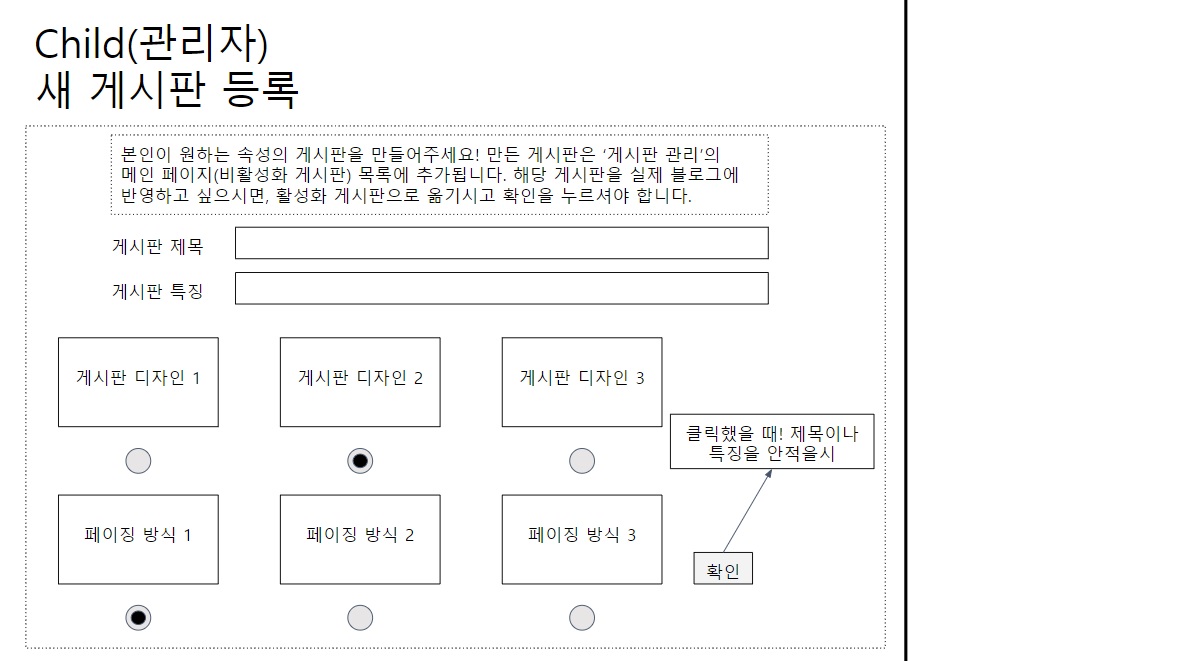 Child(관리자)
새 게시판 등록
본인이 원하는 속성의 게시판을 만들어주세요! 만든 게시판은 ‘게시판 관리’의
메인 페이지(비활성화 게시판) 목록에 추가됩니다. 해당 게시판을 실제 블로그에
반영하고 싶으시면, 활성화 게시판으로 옮기시고 확인을 누르셔야 합니다.
게시판 제목
게시판 특징
게시판 디자인 1
게시판 디자인 2
게시판 디자인 3
클릭했을 때! 제목이나
특징을 안적을시
페이징 방식 1
페이징 방식 2
페이징 방식 3
확인